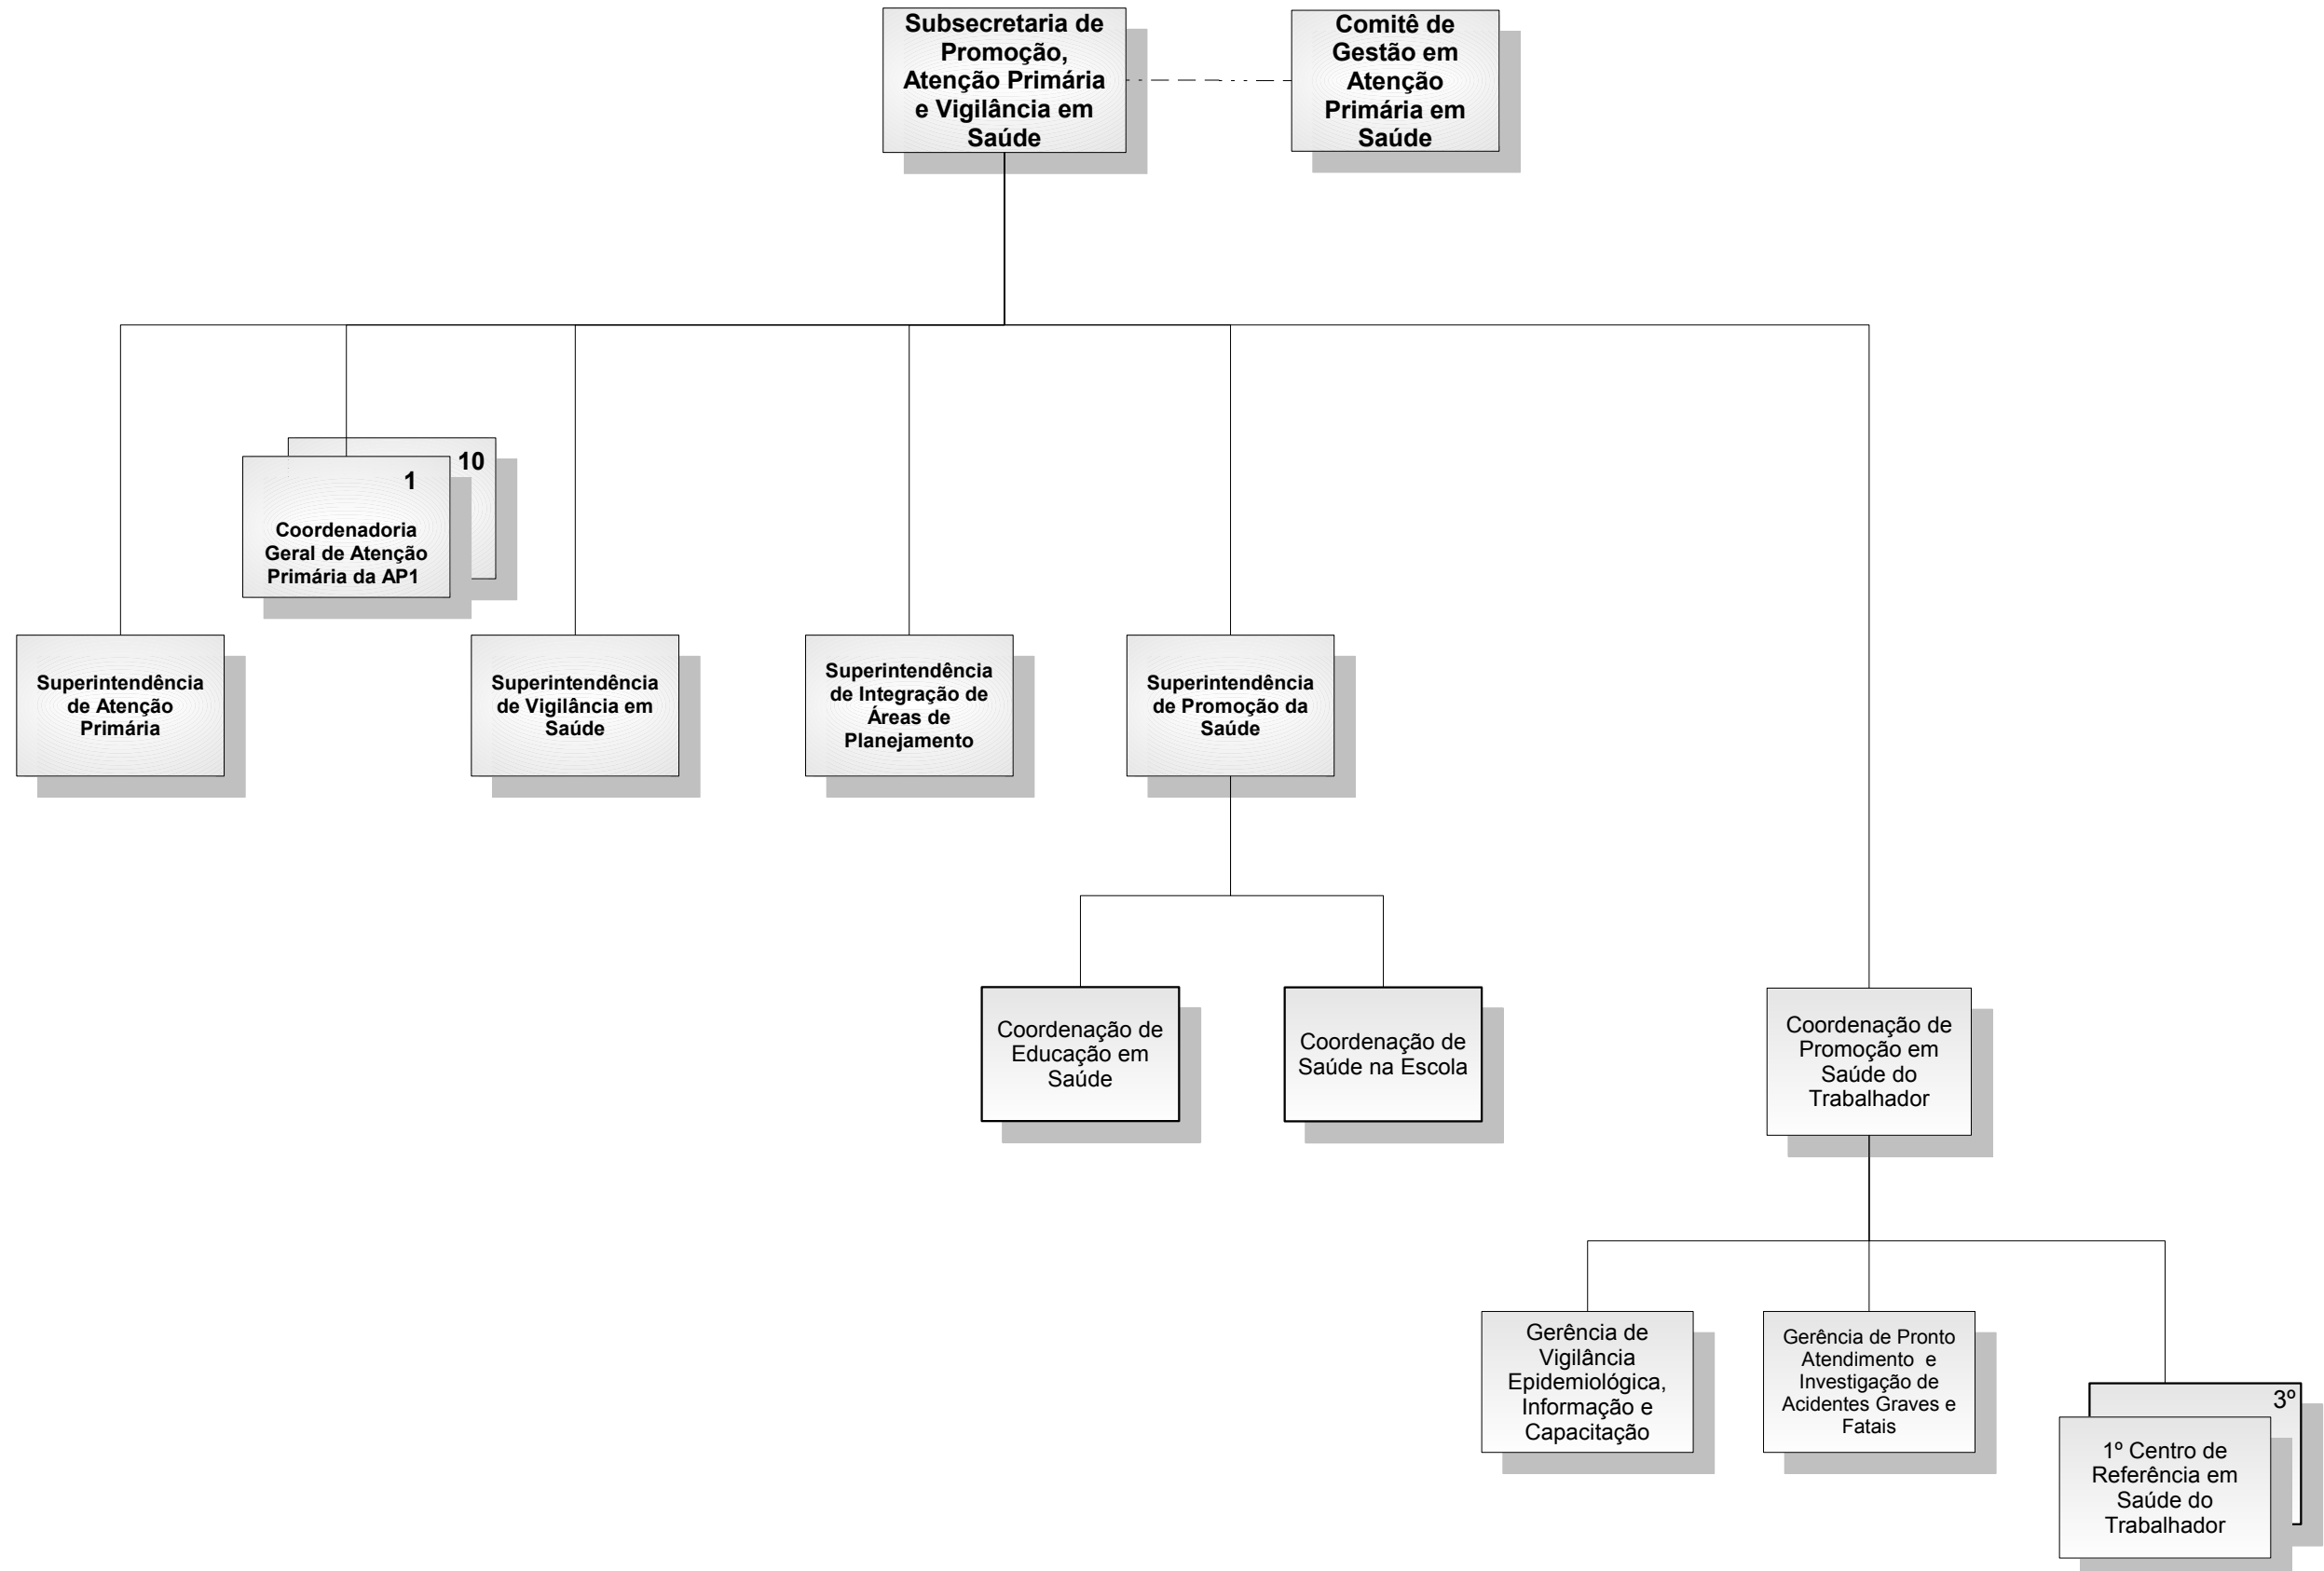 Subsecretaria de
Promoção,
Atenção Primária
e Vigilância em
Saúde
Comitê de
Gestão em
Atenção
Primária em
Saúde
10
1
Coordenadoria
Geral de Atenção
Primária da AP1
Superintendência
de Atenção
Primária
Superintendência
de Vigilância em
Saúde
Superintendência
de Integração de
Áreas de
Planejamento
Superintendência
de Promoção da
Saúde
Coordenação de
Educação em
Saúde
Coordenação de
Saúde na Escola
Coordenação de
Promoção em
Saúde do
Trabalhador
Gerência de
Vigilância
Epidemiológica,
Informação e
Capacitação
Gerência de Pronto
Atendimento e
Investigação de
Acidentes Graves e
Fatais
3º
1º Centro de
Referência em
Saúde do
Trabalhador